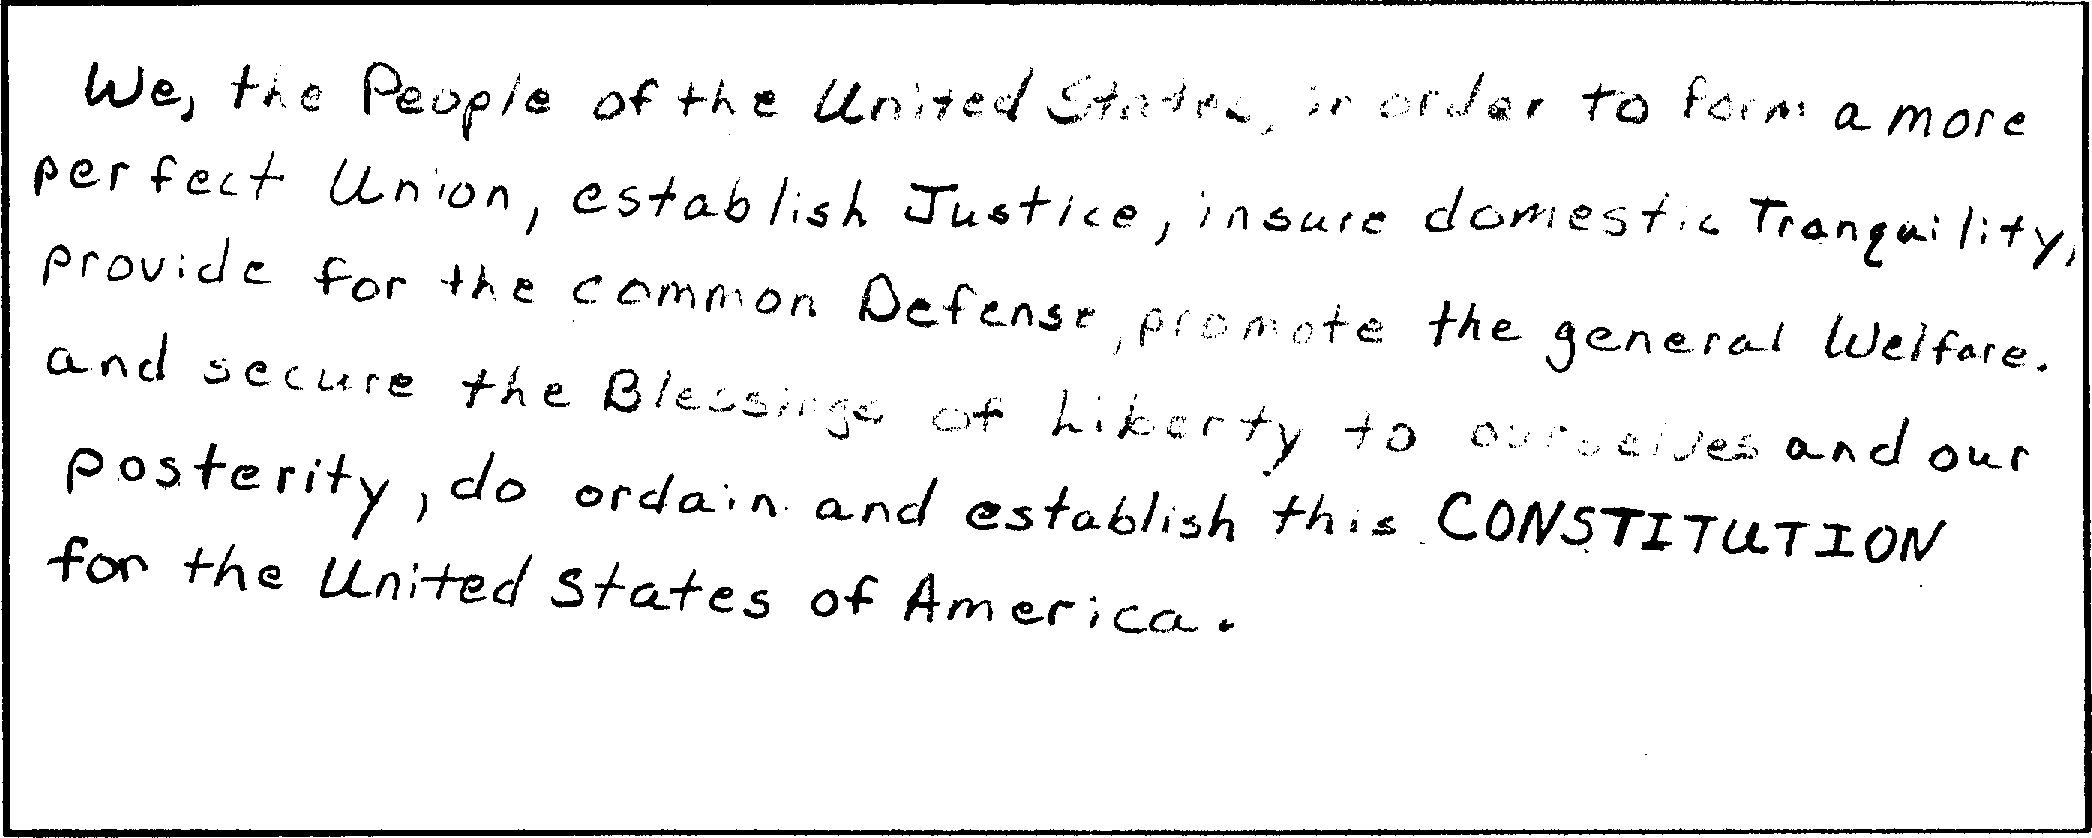 We, the People of the United States, in order to form a more
perfect Union, establish Justice, insure domestic Tranquility,
provide for the common Defense, promote the general Welfare.
and secure the Blessings of Liberty to ourselves and our
posterity, do ordain and establish this CONSTITUTION
for the United States of America.